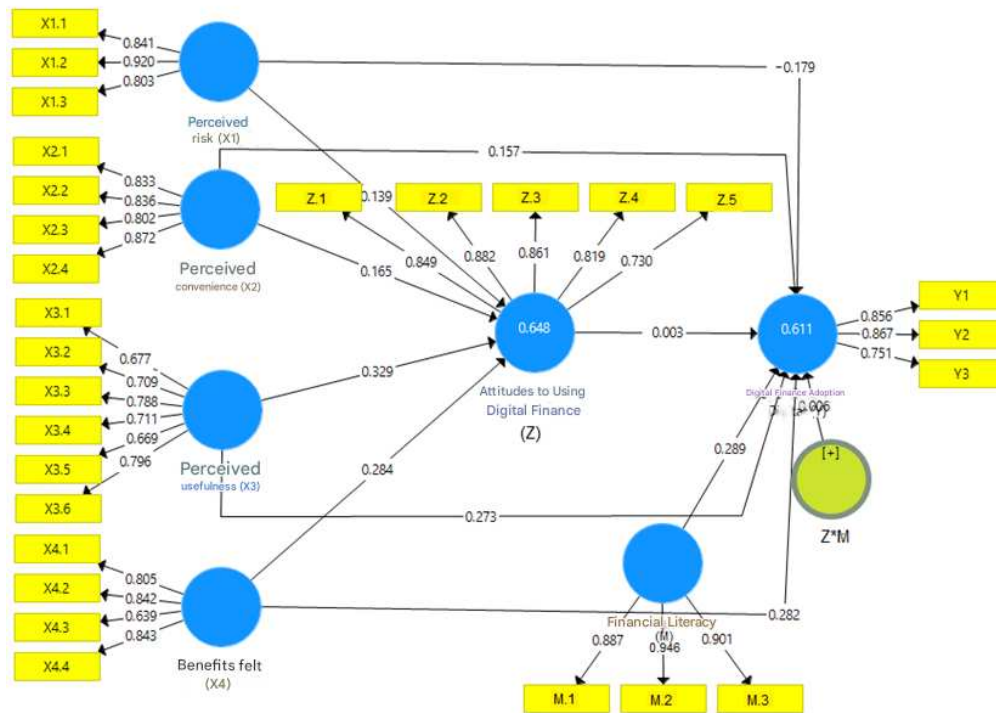 X1.1
0.841
X1.2
0.920
0.803
X1.3
-0.179
Perceived
risk (X1)
X2.1
0.157
0.833
X2.2
0.836
0.139
Z.1
Z.2
Z.3
Z.4
Z.5
X2.3
0.802
0.872
X2.4
Perceived
convenience (X2)
0.165
0.849
0.882
0.861
0.819
0.730
X3.1
0.648
0.003
0.611
Y1
0.856
0.867
Y2
0.751
Y3
X3.2
0.677
0.709
X3.3
0.788
0.711
X3.4
0.669
0.796
X3.5
X3.6
0.329
Attitudes to Using
Digital Finance
(Z)
Digital Finance Adoption
0.006
Perceived
usefulness (X3)
0.284
0.289
[+]
Z*M
0.273
X4.1
0.805
X4.2
0.842
X4.3
0.639
0.843
X4.4
Benefits felt
(X4)
0.282
Financial Literacy
(M)
0.887
0.946
0.901
M.1
M.2
M.3